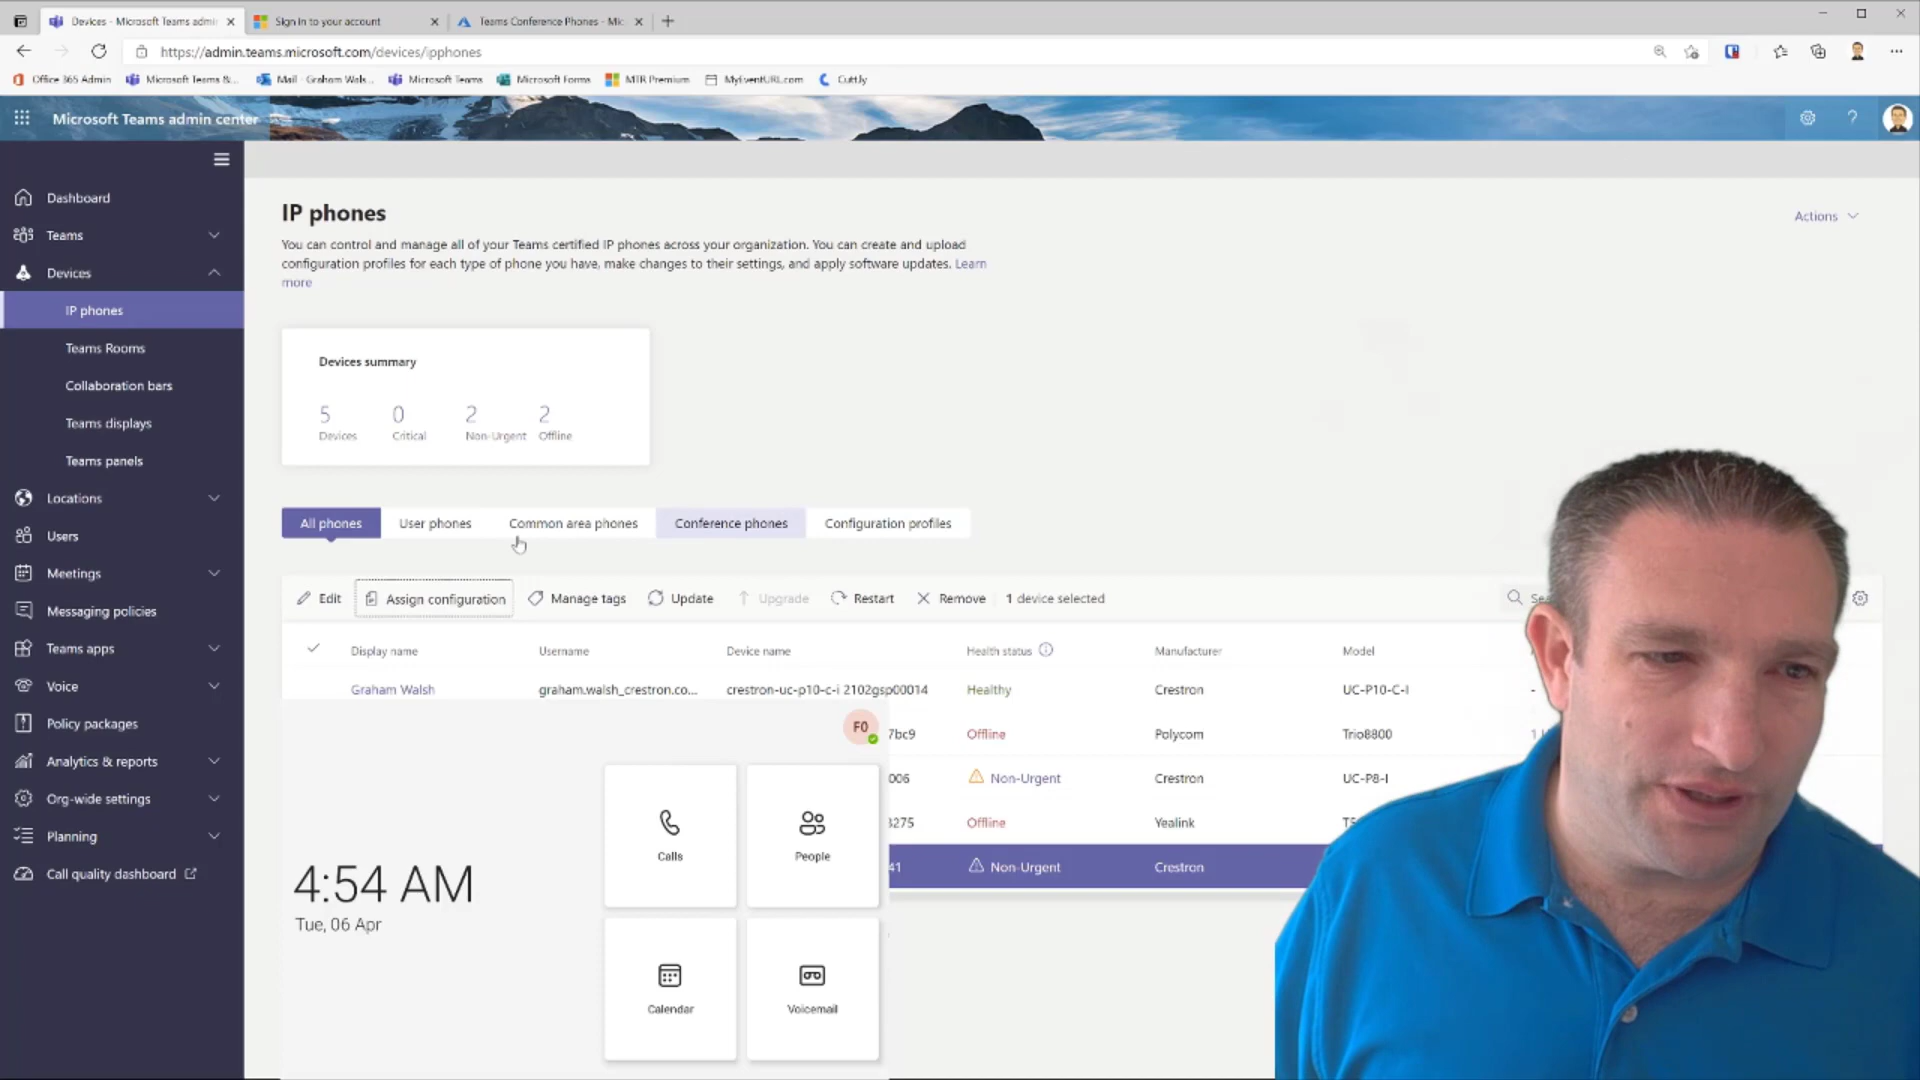 Devices - Microsoft Teams admi
Sign in to your account
Teams Conference Phones - Mic
https://admin.teams.microsoft.com/devices/ipphones
Office 365 Admin
Microsoft Teams &...
Mail - Graham Wals...
Microsoft Teams
Microsoft Forms
MTR Premium
MyEventURL.com
Cutt.ly
Microsoft Teams admin center
?
Dashboard
Teams
Devices
IP phones
Teams Rooms
Collaboration bars
Teams displays
Teams panels
Locations
Users
Meetings
Messaging policies
Teams apps
Voice
Policy packages
Analytics & reports
Org-wide settings
Planning
Call quality dashboard
IP phones
Actions
You can control and manage all of your Teams certified IP phones across your organization. You can create and upload
configuration profiles for each type of phone you have, make changes to their settings, and apply software updates. Learn
more
Devices summary
5 0 2 2
Devices Critical Non-Urgent Offline
All phones User phones Common area phones Conference phones Configuration profiles
Edit Assign configuration Manage tags Update Upgrade Restart Remove 1 device selected
Display name Username Device name Health status Manufacturer Model
Graham Walsh graham.walsh_crestron.co... crestron-uc-p10-c-i 2102gsp00014 Healthy Crestron UC-P10-C-I -
7bc9 Offline Polycom Trio8800
006 Non-Urgent Crestron UC-P8-I
3275 Offline Yealink
41 Non-Urgent Crestron
F0
Calls
People
4:54 AM
Tue, 06 Apr
Calendar
Voicemail